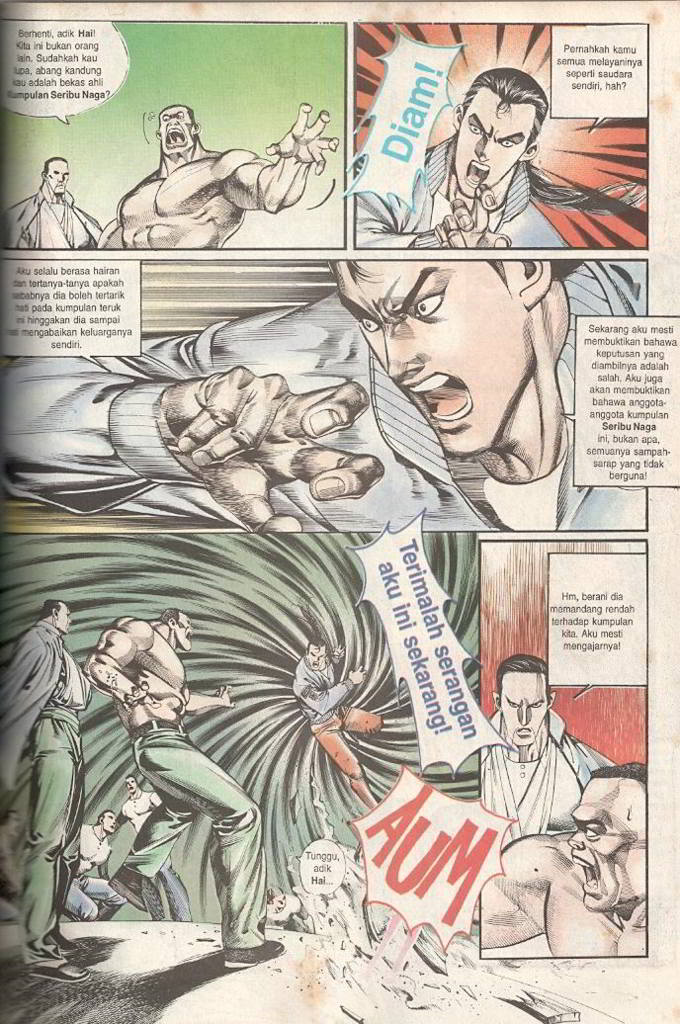 Berhenti, adik Hai!
Kita ini bukan orang
lain. Sudahkah kau
lupa, abang kandung
kau adalah bekas ahli
Kumpulan Seribu Naga?
Diam!
Pernahkah kamu
semua melayaninya
seperti saudara
sendiri, hah?
Aku selalu berasa hairan
dan tertanya-tanya apakah
sebabnya dia boleh tertarik
hati pada kumpulan teruk
ini hinggakan dia sampai
hati mengabaikan keluarganya
sendiri.
Sekarang aku mesti
membuktikan bahawa
keputusan yang
diambilnya adalah
salah. Aku juga
akan membuktikan
bahawa anggota-
anggota kumpulan
Seribu Naga
ini, bukan apa,
semuanya sampah-
sarap yang tidak
berguna!
Terimalah serangan
aku ini sekarang!
Hm, berani dia
memandang rendah
terhadap kumpulan
kita. Aku mesti
mengajarnya!
AUM
Tunggu,
adik
Hai...